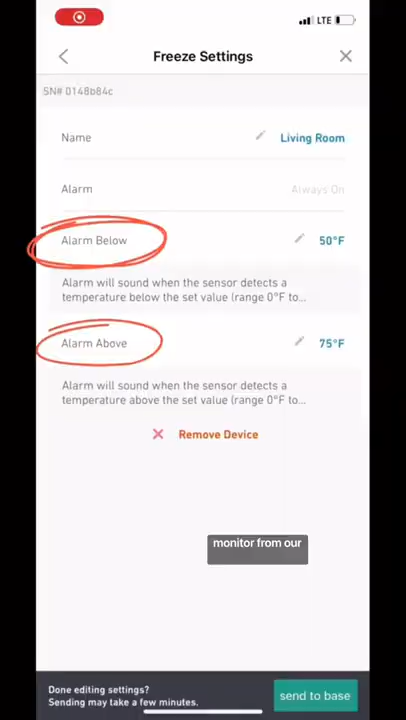 LTE
Freeze Settings
SN# 0148b84c
Name Living Room
Alarm Always On
Alarm Below 50°F
Alarm will sound when the sensor detects a
temperature below the set value (range 0°F to...
Alarm Above 75°F
Alarm will sound when the sensor detects a
temperature above the set value (range 0°F to...
Remove Device
monitor from our
Done editing settings?
Sending may take a few minutes.
send to base